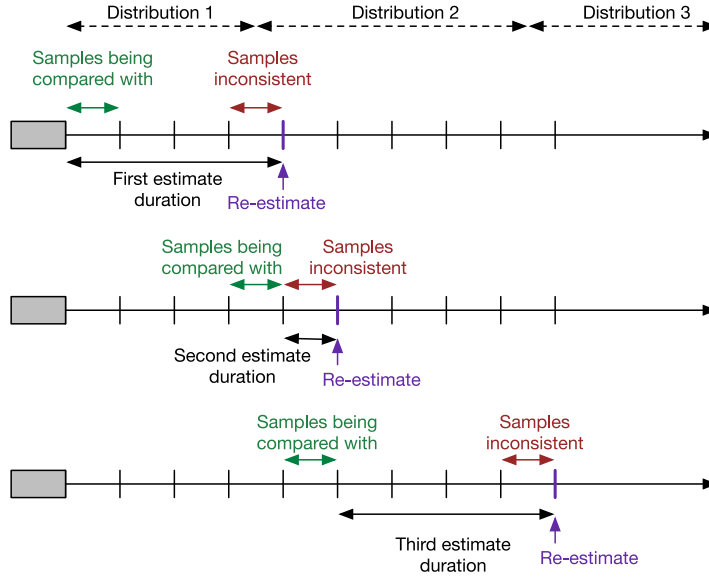 Distribution 1 Distribution 2 Distribution 3
Samples being
compared with
Samples
inconsistent
First estimate
duration
Re-estimate
Samples being
compared with
Samples
inconsistent
Second estimate
duration
Re-estimate
Samples being
compared with
Samples
inconsistent
Third estimate
duration
Re-estimate